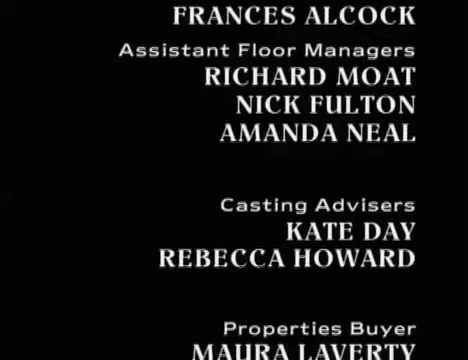 FRANCES ALCOCK
Assistant Floor Managers
RICHARD MOAT
NICK FULTON
AMANDA NEAL
Casting Advisers
KATE DAY
REBECCA HOWARD
Properties Buyer
MAURA LAVERTY